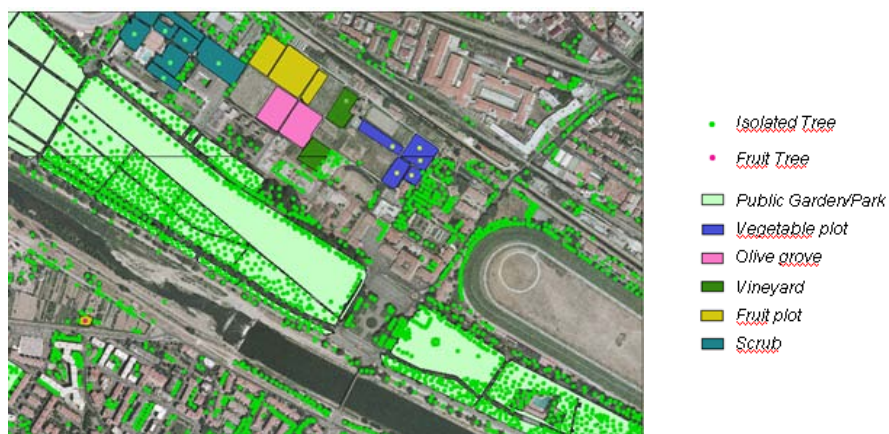 Isolated Tree
Fruit Tree
Public Garden/Park
Vegetable plot
Olive grove
Vineyard
Fruit plot
Scrub